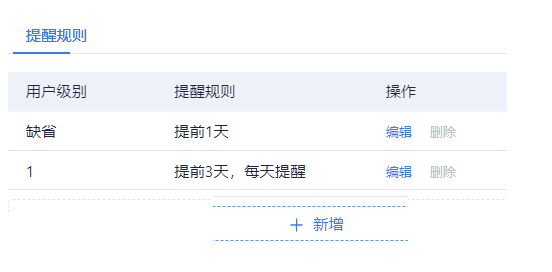 提醒规则
用户级别 提醒规则 操作
缺省 提前1天 编辑 删除
1 提前3天，每天提醒 编辑 删除
+ 新增